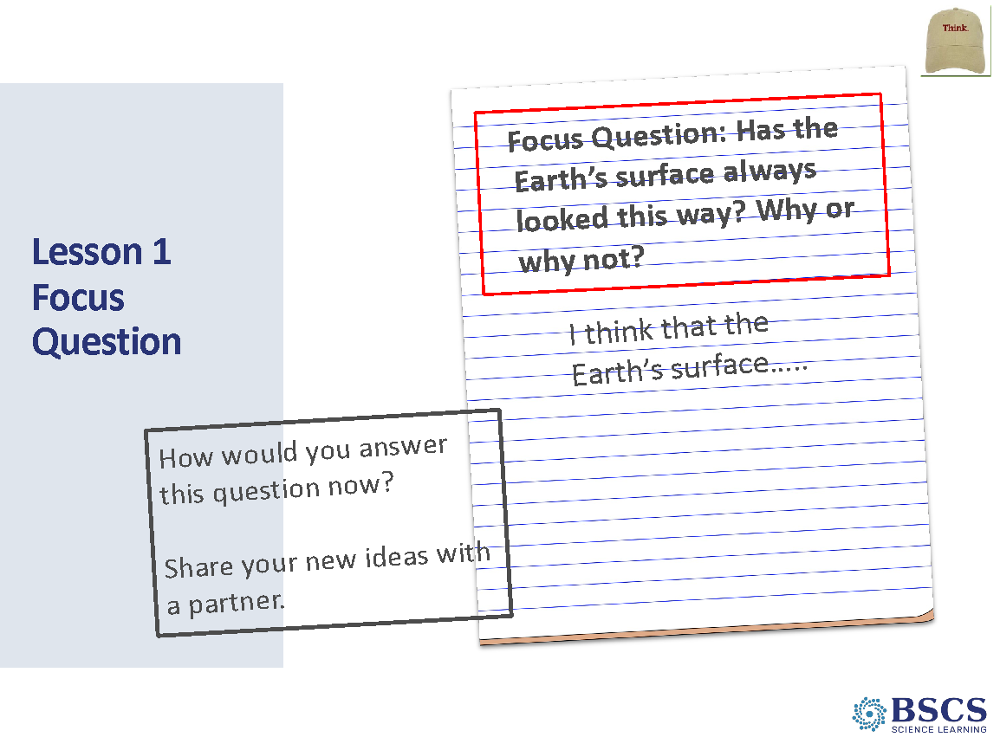 Think.
Lesson 1
Focus
Question
Focus Question: Has the
Earth’s surface always
looked this way? Why or
why not?
I think that the
Earth’s surface…..
How would you answer
this question now?
Share your new ideas with
a partner.
BSCS
SCIENCE LEARNING